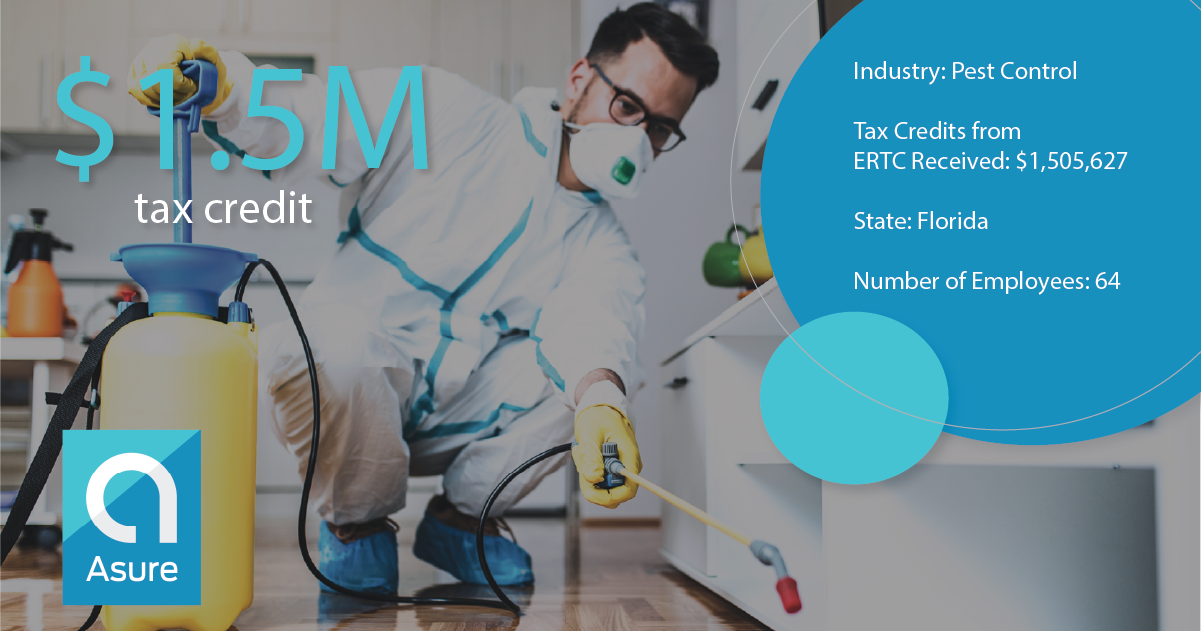 $1.5M
tax credit
Industry: Pest Control
Tax Credits from
ERTC Received: $1,505,627
State: Florida
Number of Employees: 64
Asure